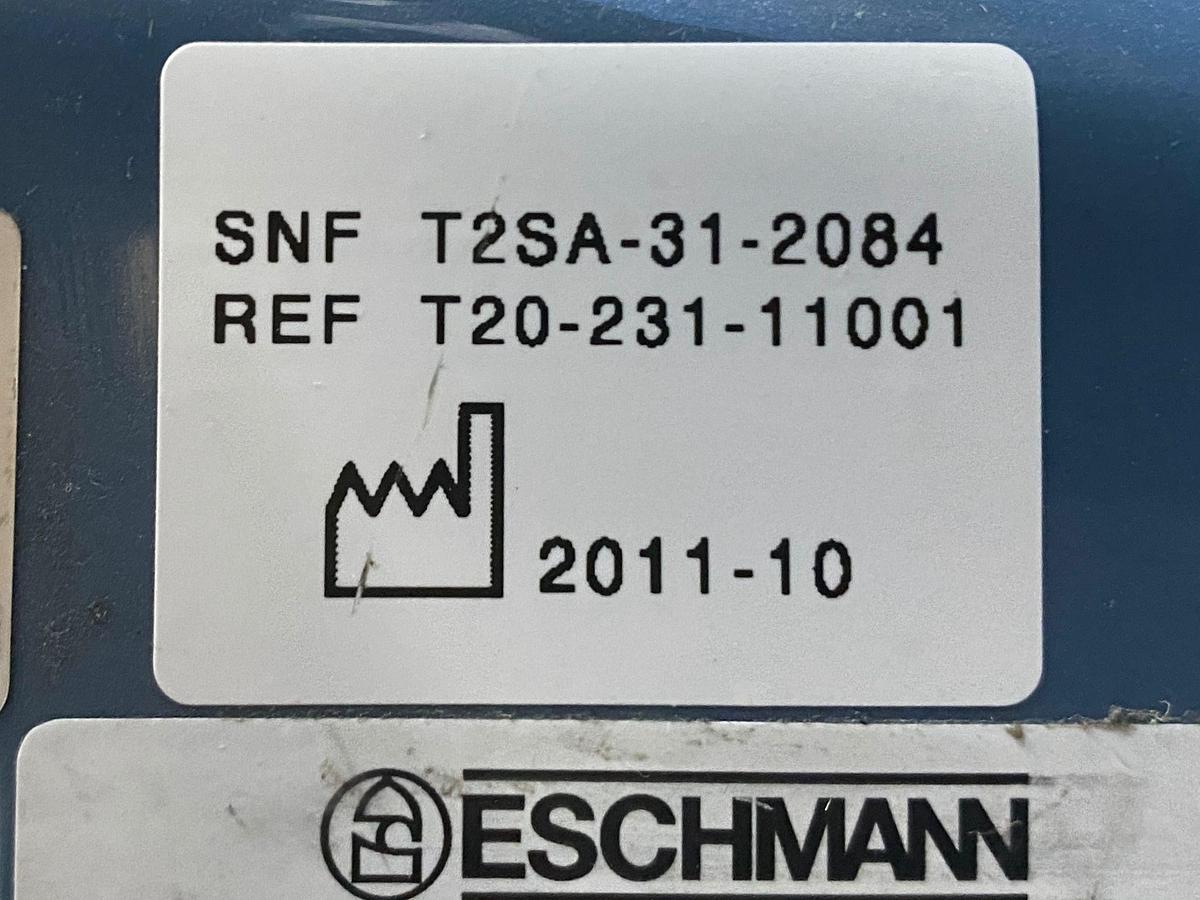 SNF T2SA-31-2084
REF T20-231-11001
2011-10
ESCHMANN